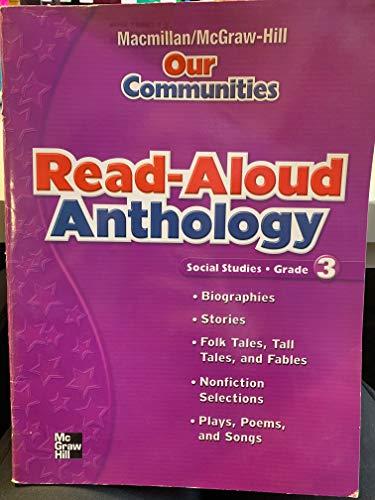 Macmillan/McGraw-Hill
Our
Communities
Read-Aloud
Anthology
Social Studies • Grade 3
• Biographies
• Stories
• Folk Tales, Tall
Tales, and Fables
• Nonfiction
Selections
• Plays, Poems,
and Songs
Mc
Graw
Hill